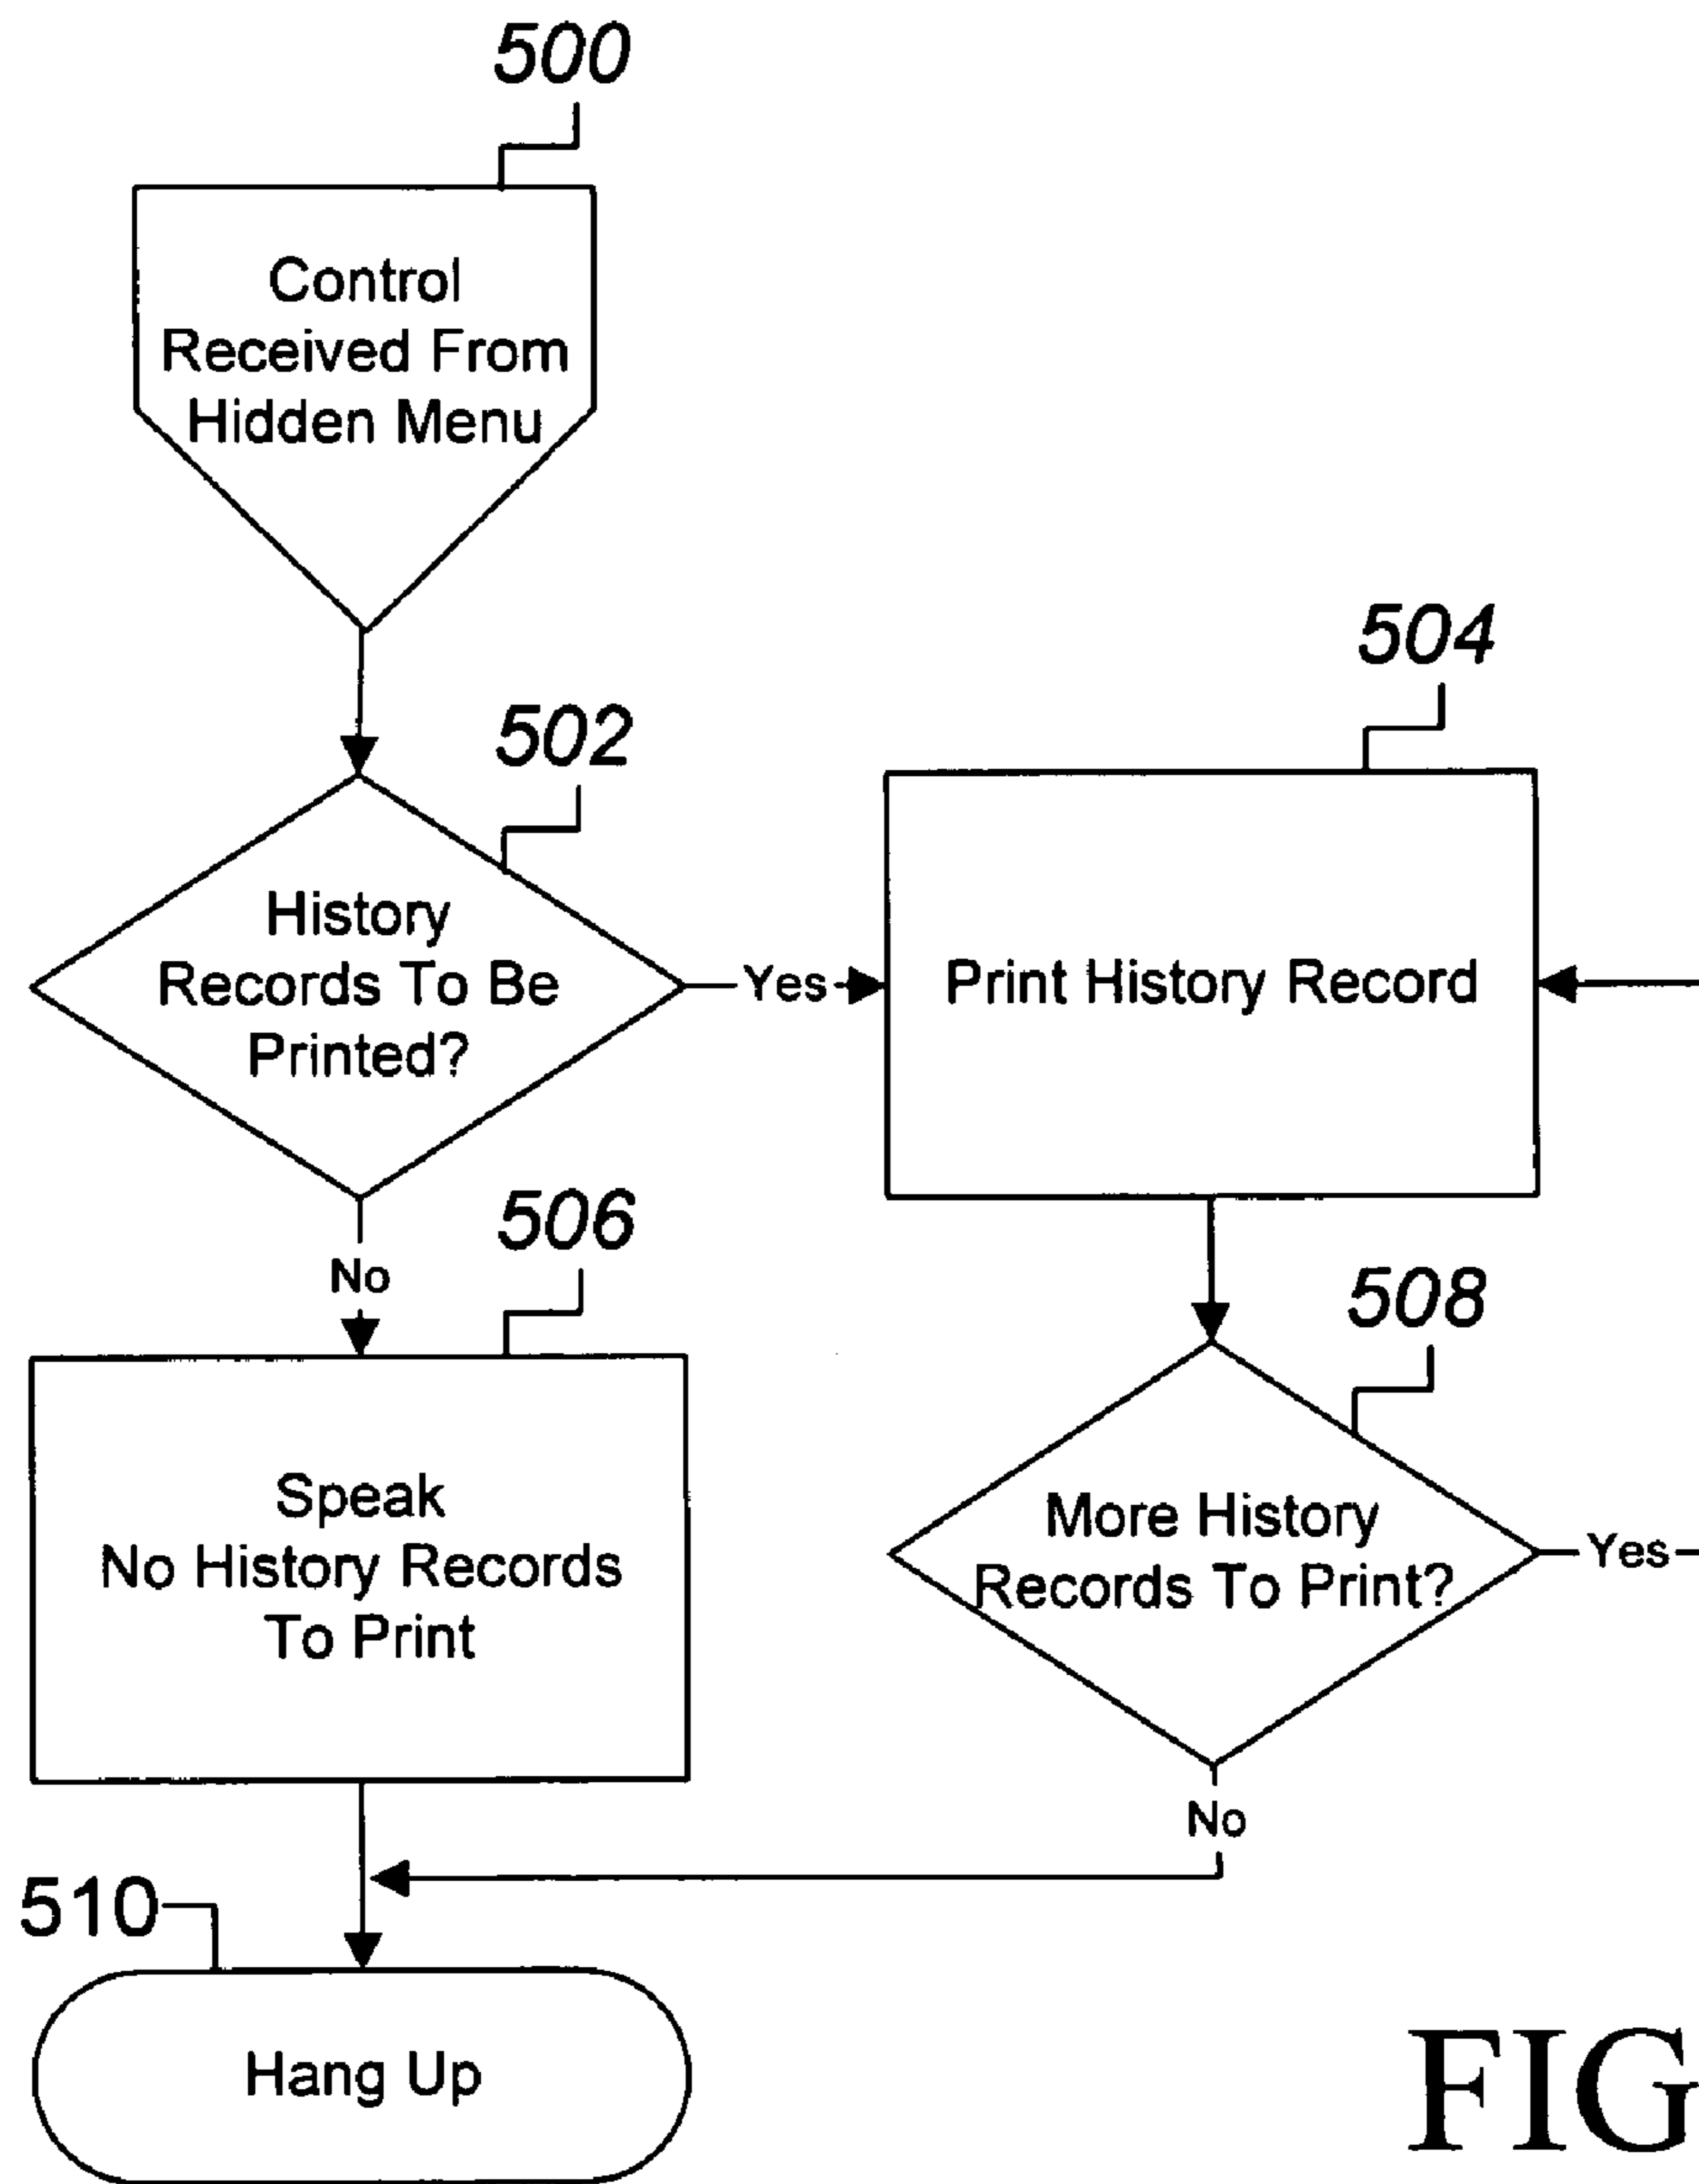 500
Control
Received From
Hidden Menu
502
History
Records To Be
Printed?
Yes
504
Print History Record
No
506
Speak
No History Records
To Print
508
More History
Records To Print?
Yes
No
510
Hang Up
FIG